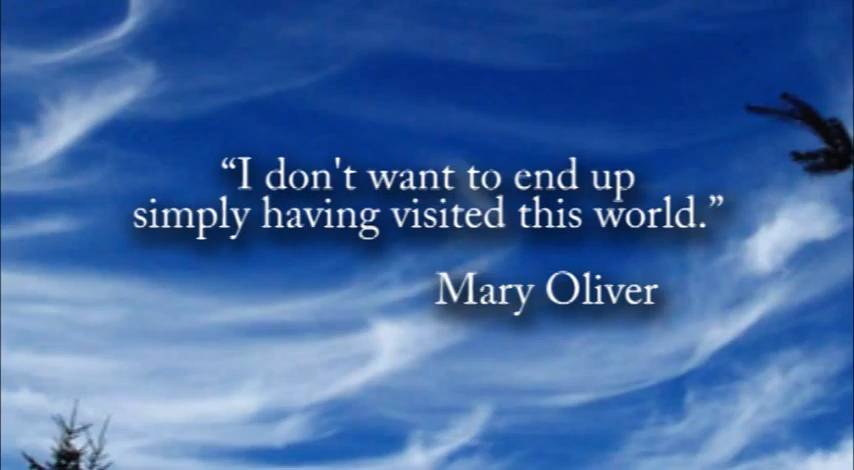 “I don't want to end up
simply having visited this world.”
Mary Oliver